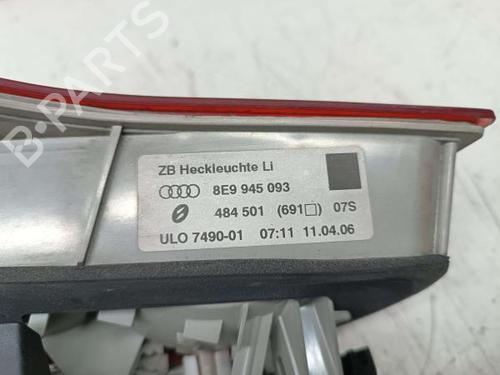 B-PARTS
ZB Heckleuchte Li
8E9 945 093
484 501 (691□) 07S
ULO 7490-01 07:11 11.04.06